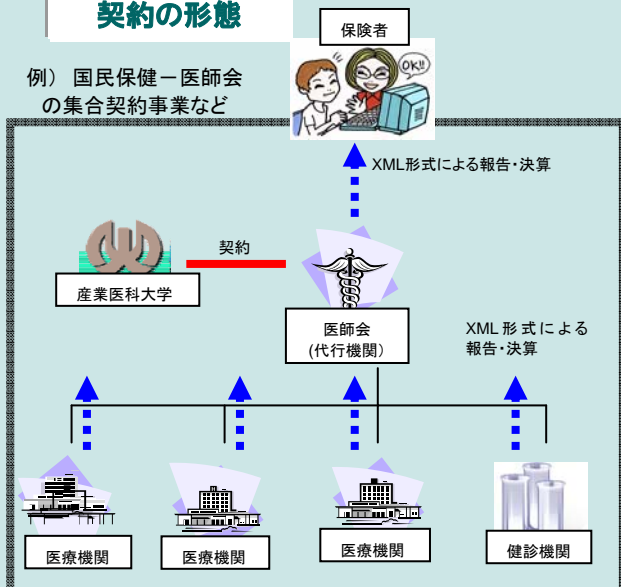 契約の形態
保険者
例） 国民保健－医師会
の集合契約事業など
OK!!
XML形式による報告・決算
契約
産業医科大学
医師会
(代行機関）
XML形式による
報告・決算
医療機関
医療機関
医療機関
健診機関